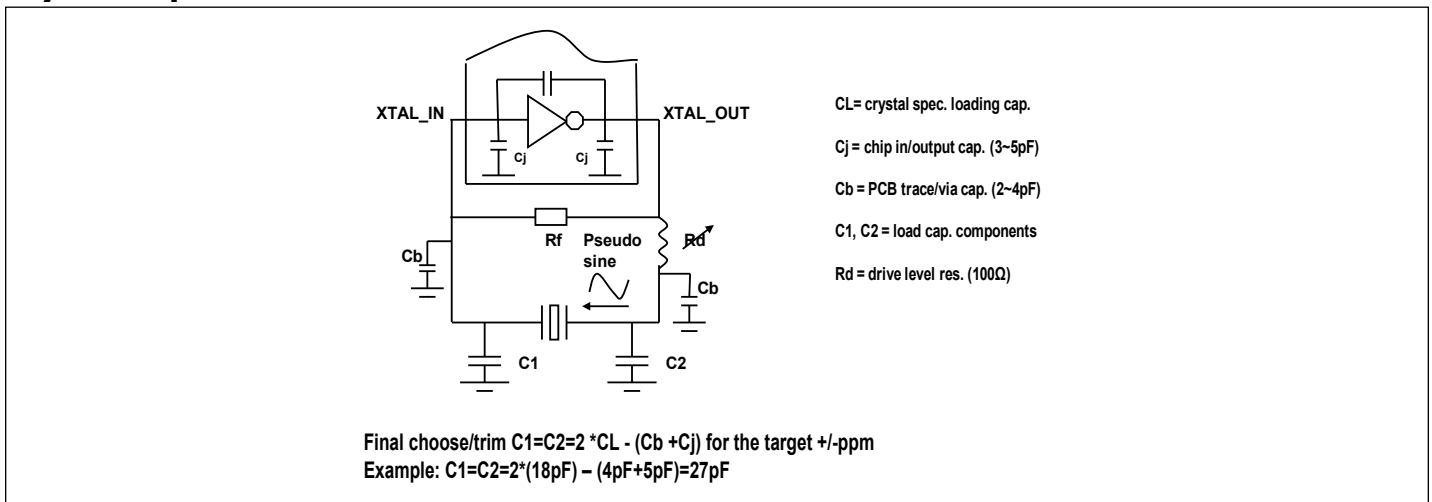 XTAL_IN
XTAL_OUT
Cj
Cj
Rf
Pseudo
sine
Rd
Cb
Cb
C1
C2
CL= crystal spec. loading cap.
Cj = chip in/output cap. (3~5pF)
Cb = PCB trace/via cap. (2~4pF)
C1, C2 = load cap. components
Rd = drive level res. (100Ω)
Final choose/trim C1=C2=2 *CL - (Cb +Cj) for the target +/-ppm
Example: C1=C2=2*(18pF) – (4pF+5pF)=27pF